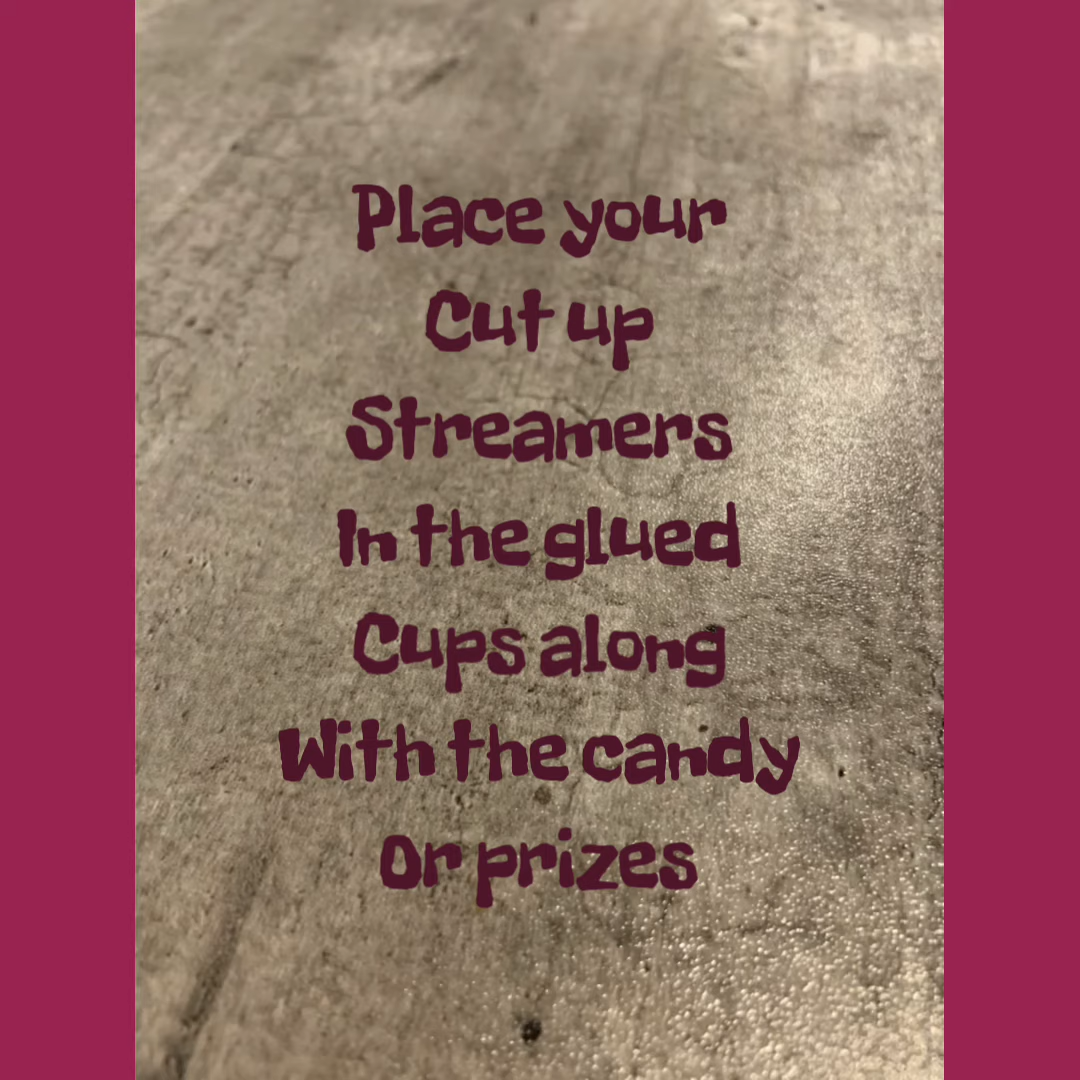 Place your
Cut up
Streamers
In the glued
Cups along
With the candy
Or prizes